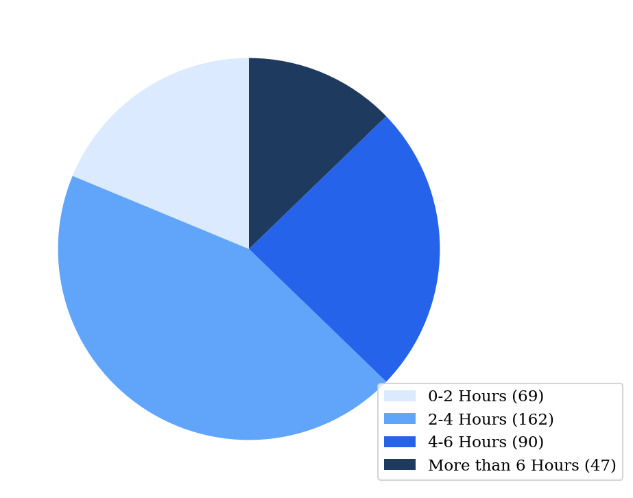 0-2 Hours (69)
2-4 Hours (162)
4-6 Hours (90)
More than 6 Hours (47)